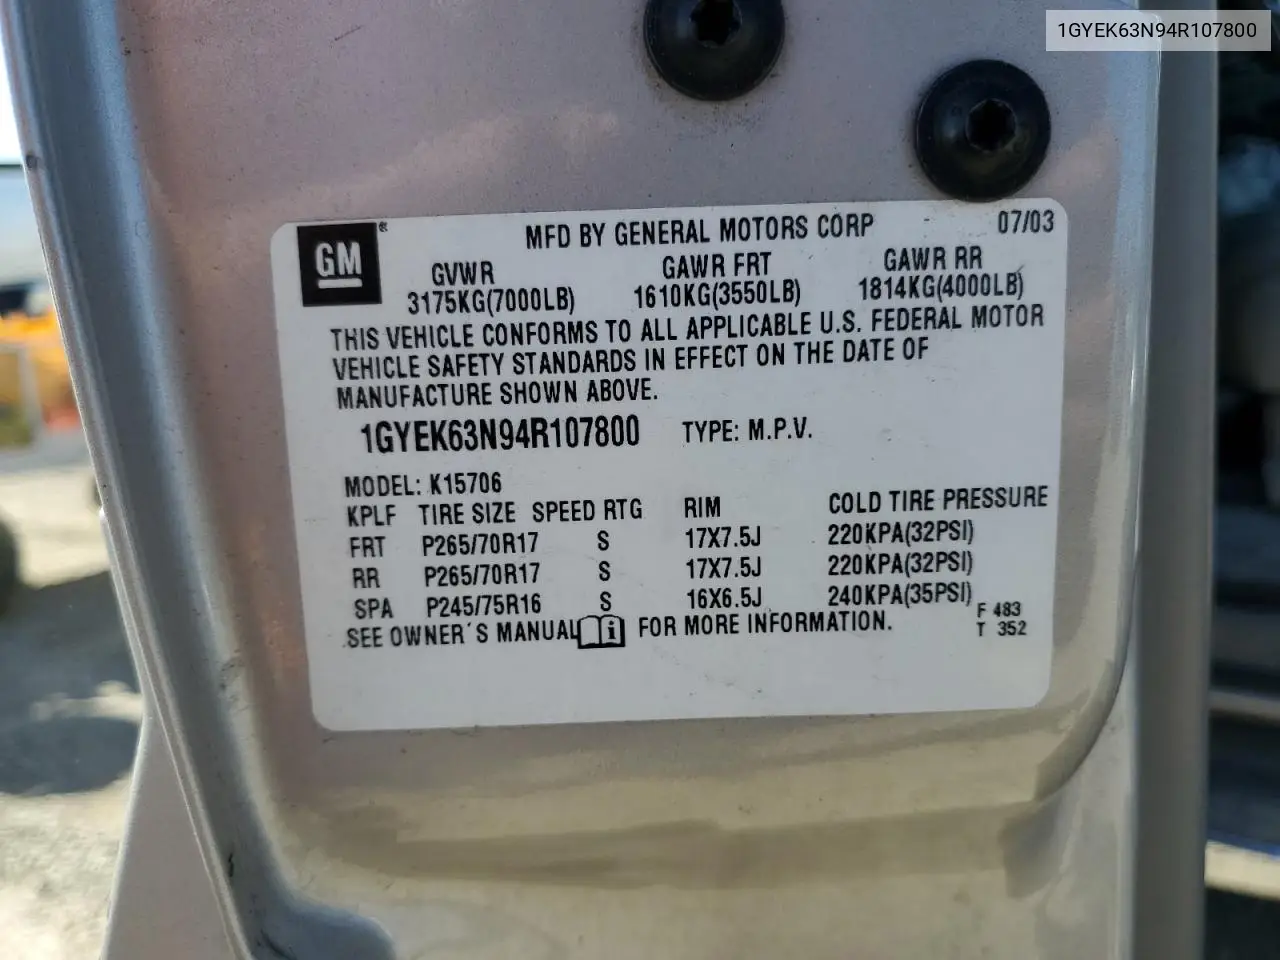 1GYEK63N94R107800
GM®
MFD BY GENERAL MOTORS CORP 07/03
GVWR GAWR FRT GAWR RR
3175KG(7000LB) 1610KG(3550LB) 1814KG(4000LB)
THIS VEHICLE CONFORMS TO ALL APPLICABLE U.S. FEDERAL MOTOR
VEHICLE SAFETY STANDARDS IN EFFECT ON THE DATE OF
MANUFACTURE SHOWN ABOVE.
1GYEK63N94R107800 TYPE: M.P.V.
MODEL: K15706
KPLF TIRE SIZE SPEED RTG RIM COLD TIRE PRESSURE
FRT P265/70R17 S 17X7.5J 220KPA(32PSI)
RR P265/70R17 S 17X7.5J 220KPA(32PSI)
SPA P245/75R16 S 16X6.5J 240KPA(35PSI)
F 483
SEE OWNER'S MANUAL i FOR MORE INFORMATION.
T 352